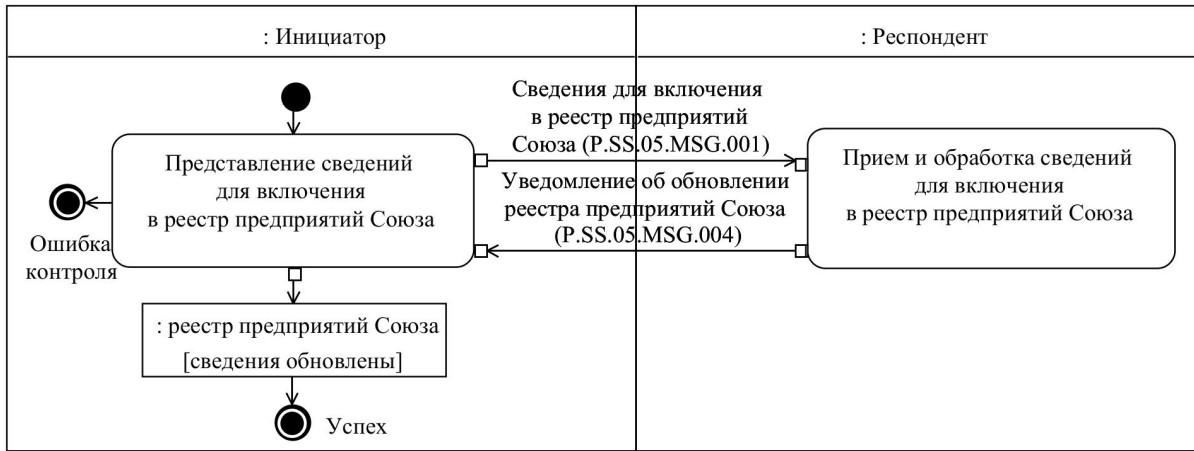 : Инициатор
: Респондент
Представление сведений
для включения
в реестр предприятий Союза
Сведения для включения
в реестр предприятий
Союза (P.SS.05.MSG.001)
Уведомление об обновлении
реестра предприятий Союза
(P.SS.05.MSG.004)
Прием и обработка сведений
для включения
в реестр предприятий Союза
Ошибка
контроля
: реестр предприятий Союза
[сведения обновлены]
Успех